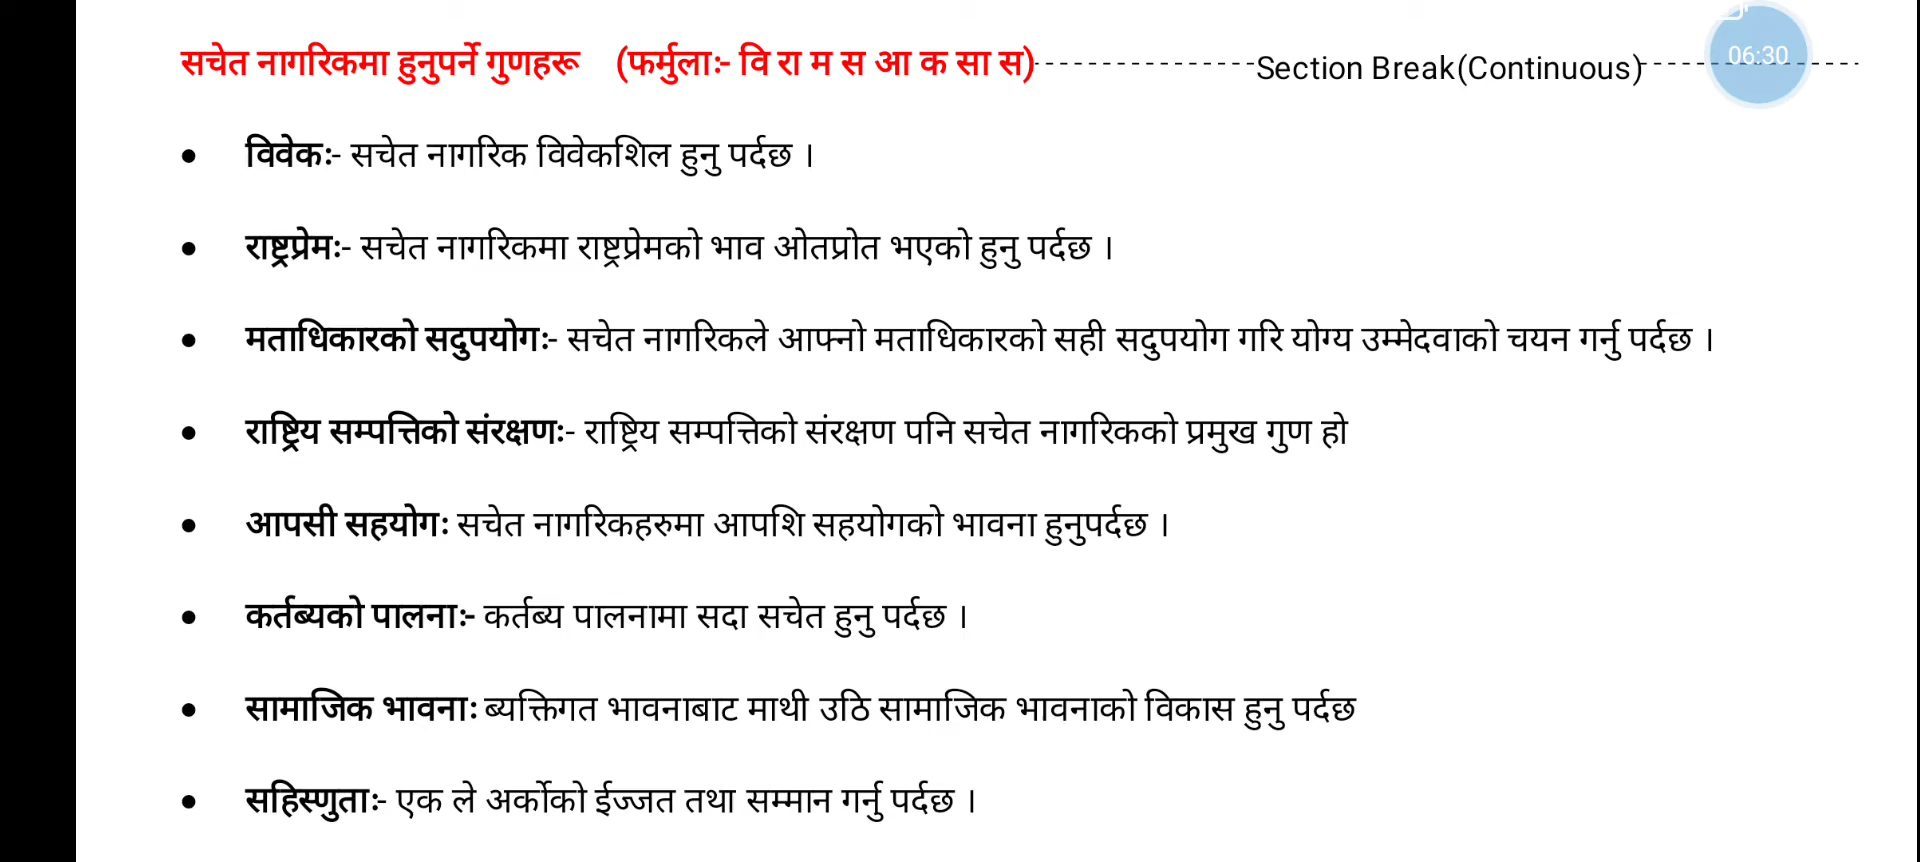 सचेत नागरिकमा हुनुपर्ने गुणहरू (फर्मुलाः- वि रा म स आ क सा स) Section Break(Continuous) 06:30
• विवेकः- सचेत नागरिक विवेकशिल हुनु पर्दछ ।
• राष्ट्रप्रेमः- सचेत नागरिकमा राष्ट्रप्रेमको भाव ओतप्रोत भएको हुनु पर्दछ ।
• मताधिकारको सदुपयोगः- सचेत नागरिकले आफ्नो मताधिकारको सही सदुपयोग गरि योग्य उम्मेदवाको चयन गर्नु पर्दछ ।
• राष्ट्रिय सम्पत्तिको संरक्षणः- राष्ट्रिय सम्पत्तिको संरक्षण पनि सचेत नागरिकको प्रमुख गुण हो
• आपसी सहयोगः सचेत नागरिकहरुमा आपशि सहयोगको भावना हुनुपर्दछ ।
• कर्तब्यको पालनाः- कर्तब्य पालनामा सदा सचेत हुनु पर्दछ ।
• सामाजिक भावनाः ब्यक्तिगत भावनाबाट माथी उठि सामाजिक भावनाको विकास हुनु पर्दछ
• सहिस्णुताः- एक ले अर्कोको ईज्जत तथा सम्मान गर्नु पर्दछ ।